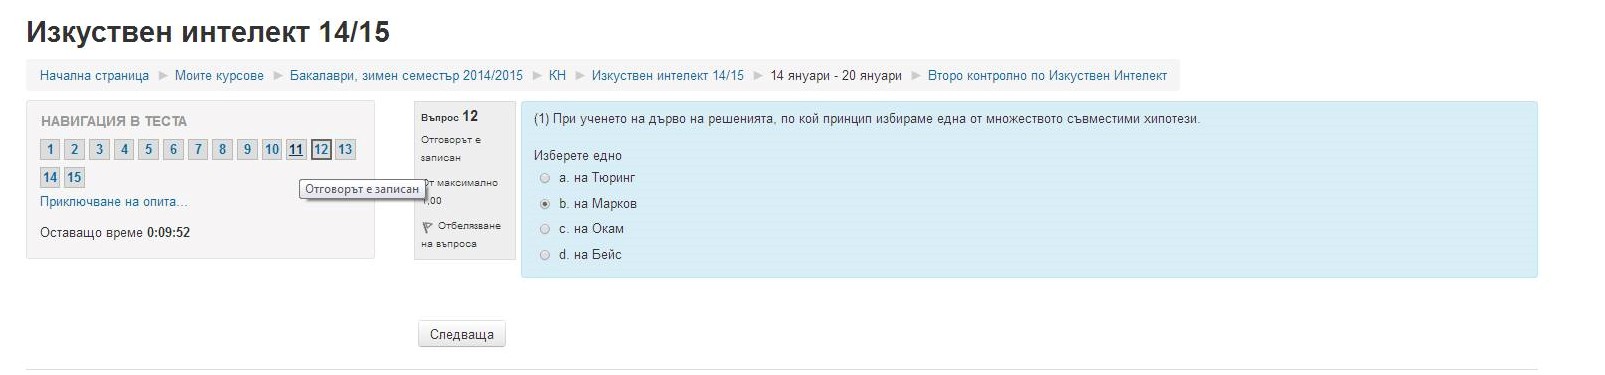 Изкуствен интелект 14/15
Начална страница ► Моите курсове ► Бакалаври, зимен семестър 2014/2015 ► КН ► Изкуствен интелект 14/15 ► 14 януари - 20 януари ► Второ контролно по Изкуствен Интелект
НАВИГАЦИЯ В ТЕСТА
1 2 3 4 5 6 7 8 9 10 11 12 13
14 15
Отговорът е записан
Приключване на опита...
Оставащо време 0:09:52
Въпрос 12
Отговорът е
записан
От максимално
1,00
Отбелязване
на въпроса
(1) При ученето на дърво на решенията, по кой принцип избираме една от множеството съвместими хипотези.
Изберете едно
a. на Тюринг
b. на Марков
c. на Окам
d. на Бейс
Следваща